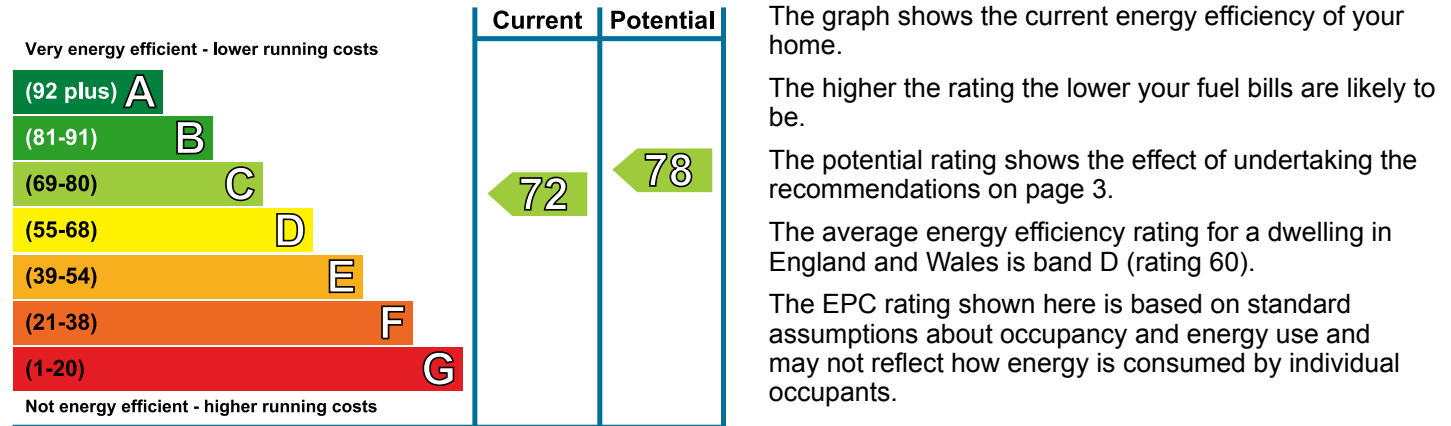 Current Potential
Very energy efficient - lower running costs
(92 plus) A
(81-91) B
(69-80) C
(55-68) D
(39-54) E
(21-38) F
(1-20) G
Not energy efficient - higher running costs
72
78
The graph shows the current energy efficiency of your
home.
The higher the rating the lower your fuel bills are likely to
be.
The potential rating shows the effect of undertaking the
recommendations on page 3.
The average energy efficiency rating for a dwelling in
England and Wales is band D (rating 60).
The EPC rating shown here is based on standard
assumptions about occupancy and energy use and
may not reflect how energy is consumed by individual
occupants.